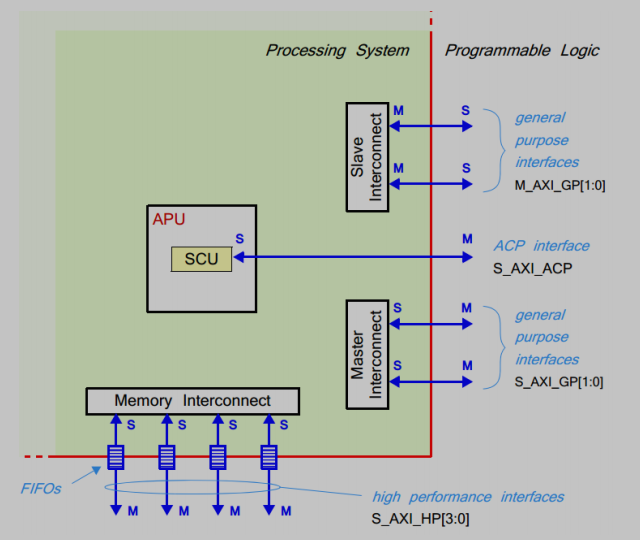 Processing System
Programmable Logic
M
S
Slave
Interconnect
M
S
general
purpose
interfaces
M_AXI_GP[1:0]
APU
SCU
S
M
ACP interface
S_AXI_ACP
S
M
Master
Interconnect
S
M
general
purpose
interfaces
S_AXI_GP[1:0]
Memory Interconnect
S
S
S
S
FIFOs
M
M
M
M
high performance interfaces
S_AXI_HP[3:0]